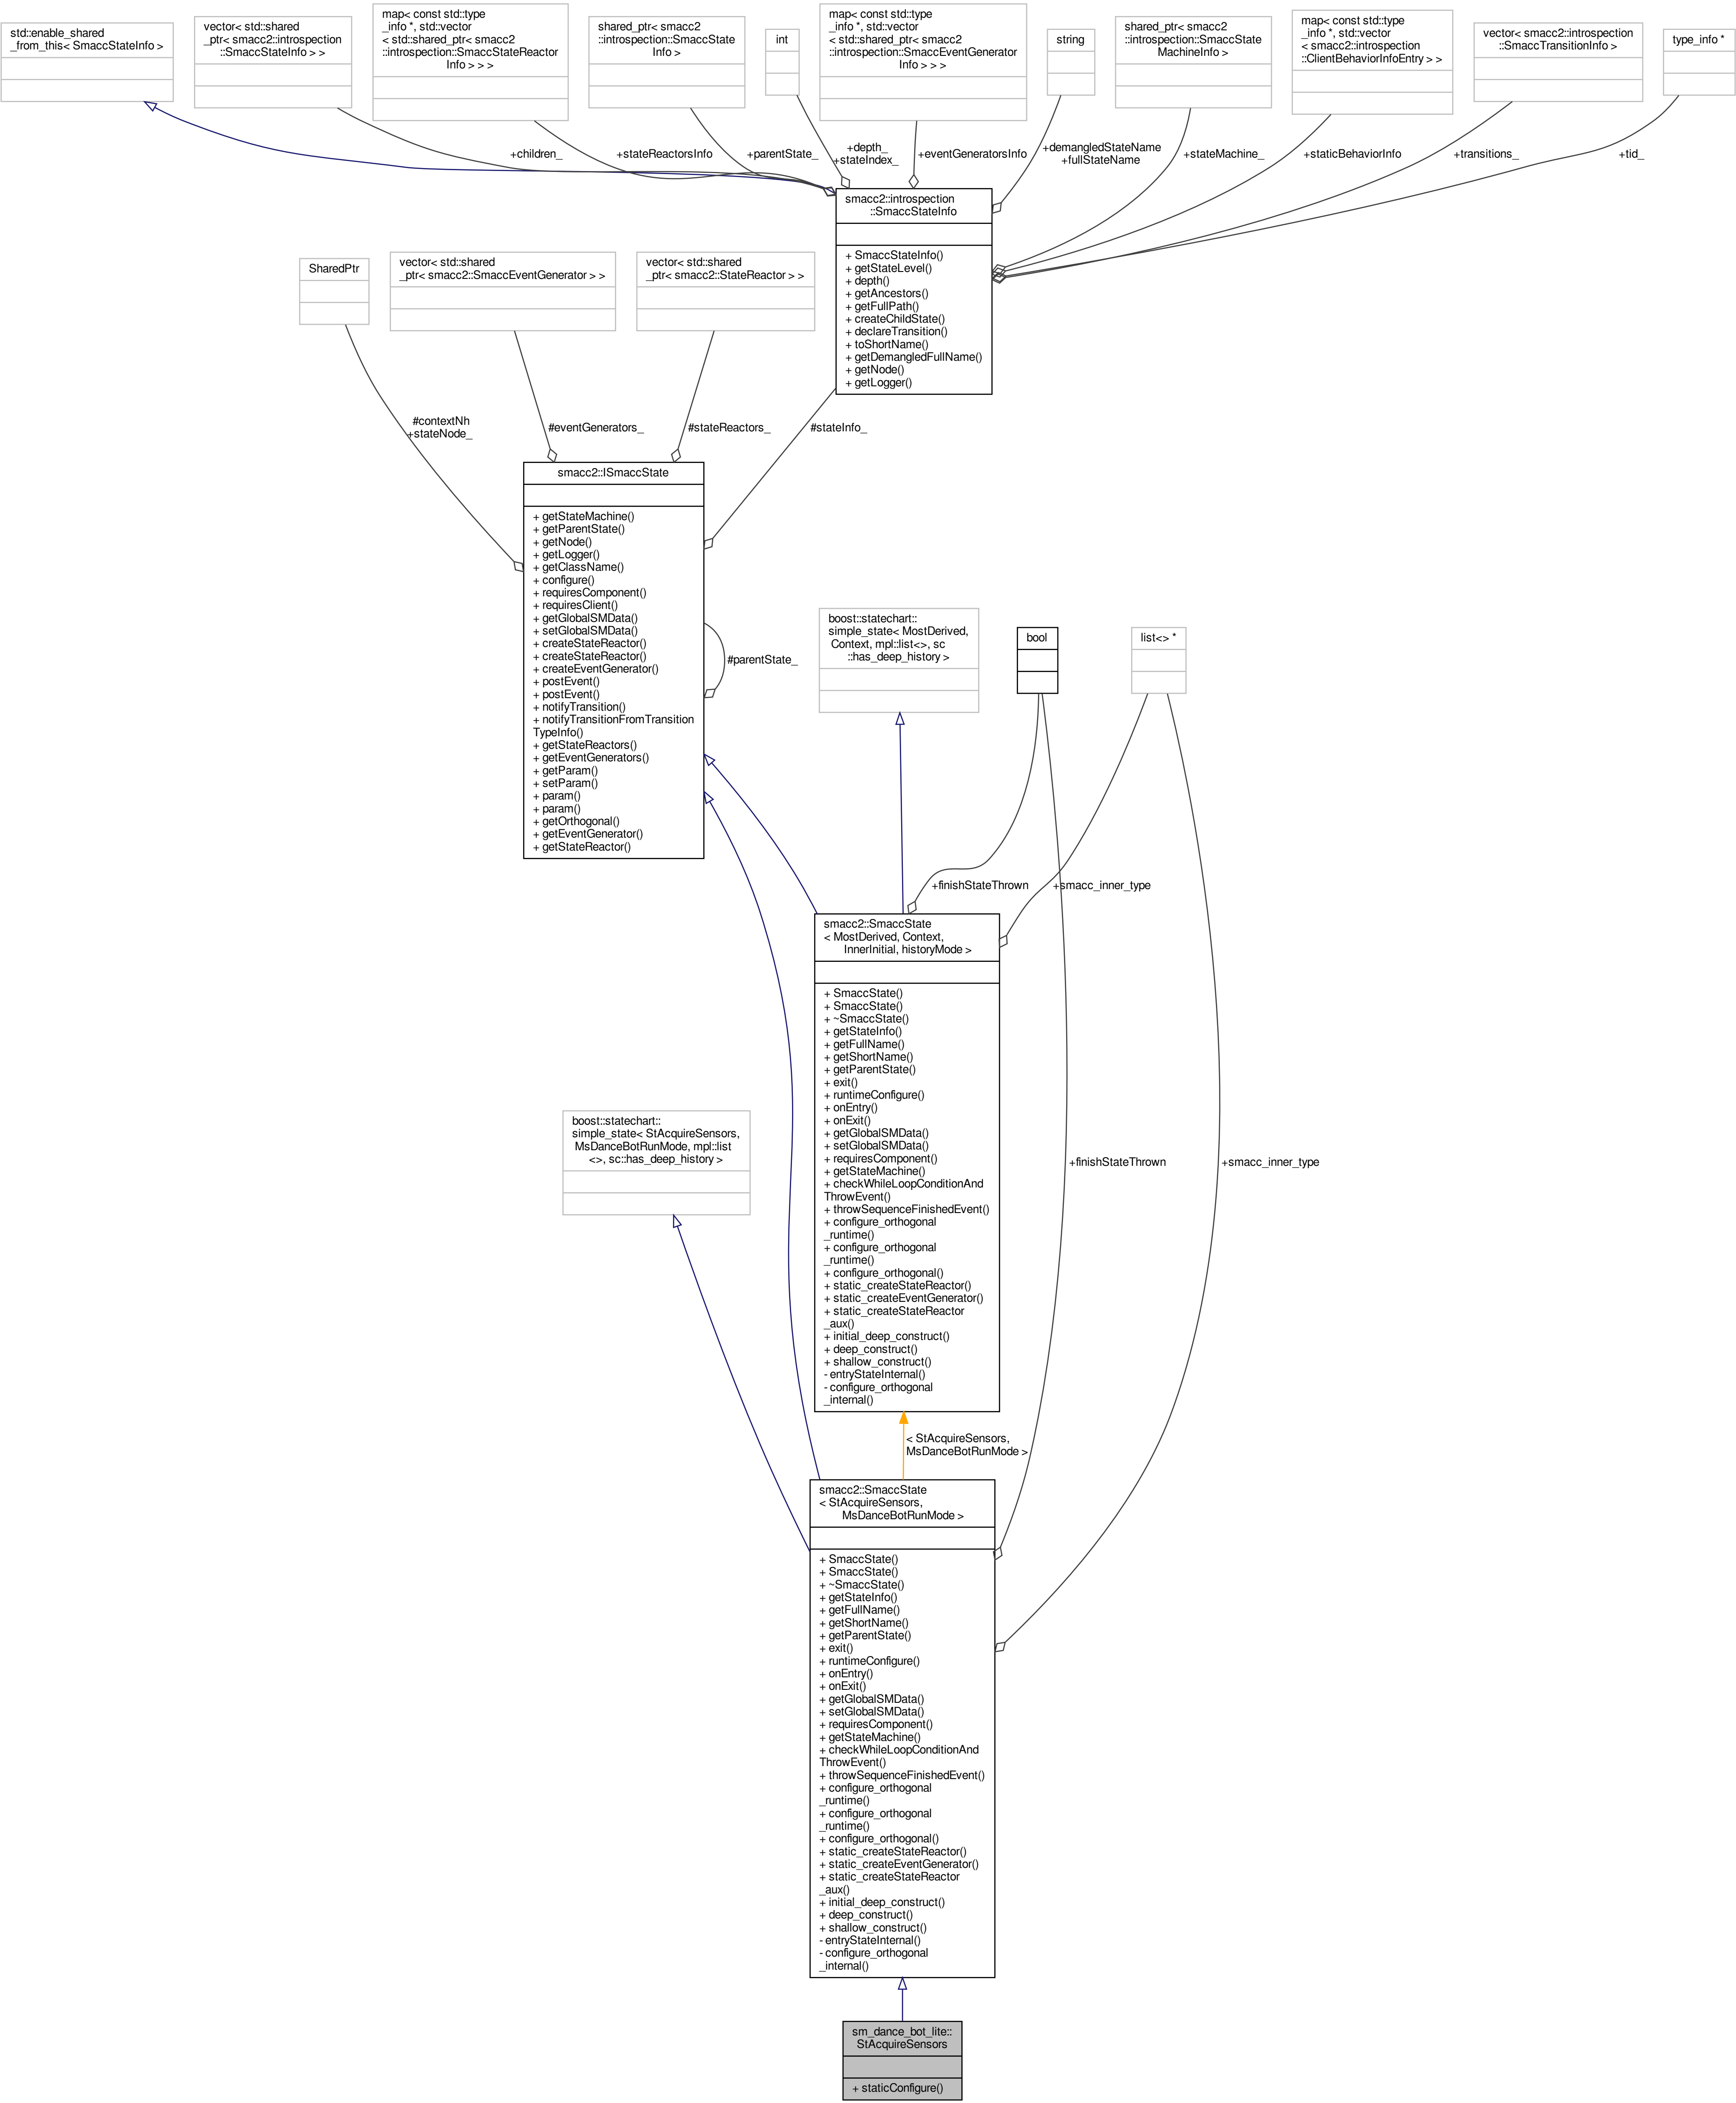 std::enable_shared
_from_this< SmaccStateInfo >
vector< std::shared
_ptr< smacc2::introspection
::SmaccStateInfo > >
map< const std::type
_info *, std::vector
< std::shared_ptr< smacc2
::introspection::SmaccStateReactor
Info > > >
shared_ptr< smacc2
::introspection::SmaccState
Info >
int
map< const std::type
_info *, std::vector
< std::shared_ptr< smacc2
::introspection::SmaccEventGenerator
Info > > >
string
shared_ptr< smacc2
::introspection::SmaccState
MachineInfo >
map< const std::type
_info *, std::vector
< smacc2::introspection
::ClientBehaviorInfoEntry > >
vector< smacc2::introspection
::SmaccTransitionInfo >
type_info *
+children_
+stateReactorsInfo
+parentState_
+depth_
+stateIndex_
+eventGeneratorsInfo
+demangledStateName
+fullStateName
+stateMachine_
+staticBehaviorInfo
+transitions_
+tid_
smacc2::introspection
::SmaccStateInfo
+ SmaccStateInfo()
+ getStateLevel()
+ depth()
+ getAncestors()
+ getFullPath()
+ createChildState()
+ declareTransition()
+ toShortName()
+ getDemangledFullName()
+ getNode()
+ getLogger()
SharedPtr
vector< std::shared
_ptr< smacc2::SmaccEventGenerator > >
vector< std::shared
_ptr< smacc2::StateReactor > >
#contextNh
+stateNode_
#eventGenerators_
#stateReactors_
#stateInfo_
smacc2::ISmaccState
+ getStateMachine()
+ getParentState()
+ getNode()
+ getLogger()
+ getClassName()
+ configure()
+ requiresComponent()
+ requiresClient()
+ getGlobalSMData()
+ setGlobalSMData()
+ createStateReactor()
+ createStateReactor()
+ createEventGenerator()
+ postEvent()
+ postEvent()
+ notifyTransition()
+ notifyTransitionFromTransition
TypeInfo()
+ getStateReactors()
+ getEventGenerators()
+ getParam()
+ setParam()
+ param()
+ param()
+ getOrthogonal()
+ getEventGenerator()
+ getStateReactor()
#parentState_
boost::statechart::
simple_state< MostDerived,
Context, mpl::list<>, sc
::has_deep_history >
bool
list<> *
+finishStateThrown
+smacc_inner_type
smacc2::SmaccState
< MostDerived, Context,
InnerInitial, historyMode >
+ SmaccState()
+ SmaccState()
+ ~SmaccState()
+ getStateInfo()
+ getFullName()
+ getShortName()
+ getParentState()
+ exit()
+ runtimeConfigure()
+ onEntry()
+ onExit()
+ getGlobalSMData()
+ setGlobalSMData()
+ requiresComponent()
+ getStateMachine()
+ checkWhileLoopConditionAnd
ThrowEvent()
+ throwSequenceFinishedEvent()
+ configure_orthogonal
_runtime()
+ configure_orthogonal
_runtime()
+ configure_orthogonal()
+ static_createStateReactor()
+ static_createEventGenerator()
+ static_createStateReactor
_aux()
+ initial_deep_construct()
+ deep_construct()
+ shallow_construct()
- entryStateInternal()
- configure_orthogonal
_internal()
boost::statechart::
simple_state< StAcquireSensors,
MsDanceBotRunMode, mpl::list
<>, sc::has_deep_history >
+finishStateThrown
+smacc_inner_type
< StAcquireSensors,
MsDanceBotRunMode >
smacc2::SmaccState
< StAcquireSensors,
MsDanceBotRunMode >
+ SmaccState()
+ SmaccState()
+ ~SmaccState()
+ getStateInfo()
+ getFullName()
+ getShortName()
+ getParentState()
+ exit()
+ runtimeConfigure()
+ onEntry()
+ onExit()
+ getGlobalSMData()
+ setGlobalSMData()
+ requiresComponent()
+ getStateMachine()
+ checkWhileLoopConditionAnd
ThrowEvent()
+ throwSequenceFinishedEvent()
+ configure_orthogonal
_runtime()
+ configure_orthogonal
_runtime()
+ configure_orthogonal()
+ static_createStateReactor()
+ static_createEventGenerator()
+ static_createStateReactor
_aux()
+ initial_deep_construct()
+ deep_construct()
+ shallow_construct()
- entryStateInternal()
- configure_orthogonal
_internal()
sm_dance_bot_lite::
StAcquireSensors
+ staticConfigure()